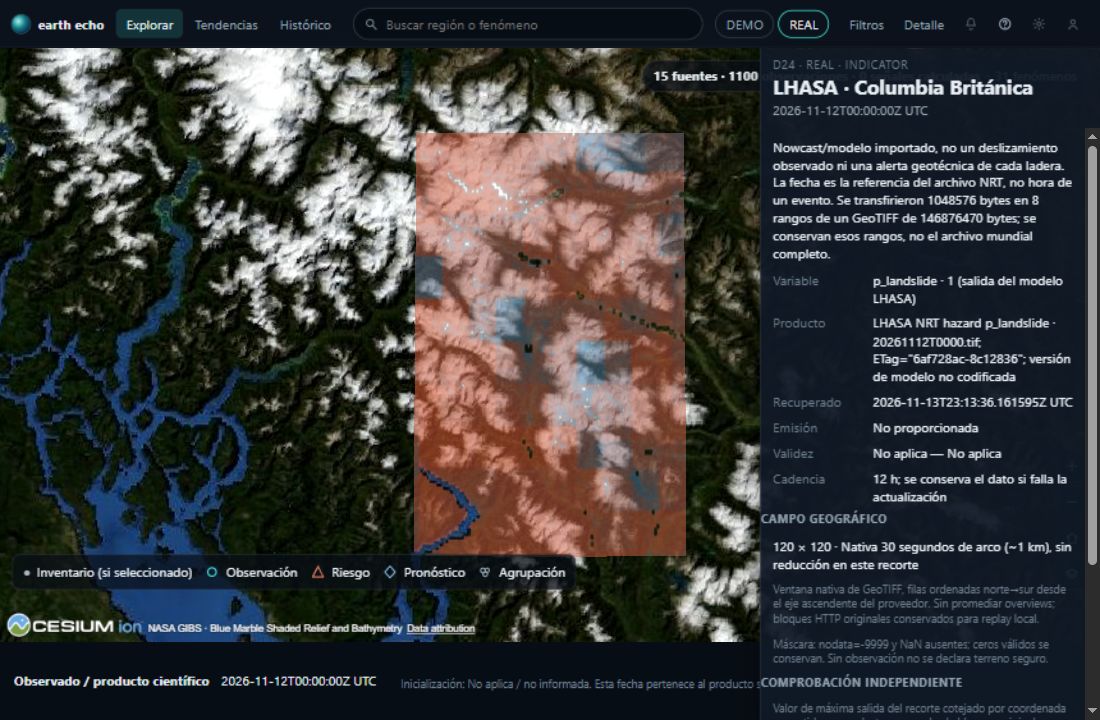 earth echo
Explorar
Tendencias
Histórico
Buscar región o fenómeno
DEMO
REAL
Filtros
Detalle
15 fuentes · 1100
D24 · REAL · INDICATOR
LHASA · Columbia Británica
2026-11-12T00:00:00Z UTC
Nowcast/modelo importado, no un deslizamiento
observado ni una alerta geotécnica de cada ladera.
La fecha es la referencia del archivo NRT, no hora de
un evento. Se transfirieron 1048576 bytes en 8
rangos de un GeoTIFF de 146876470 bytes; se
conservan esos rangos, no el archivo mundial
completo.
Variable
p_landslide · 1 (salida del modelo
LHASA)
Producto
LHASA NRT hazard p_landslide ·
20261112T0000.tif;
ETag="6af728ac-8c12836"; versión
de modelo no codificada
Recuperado
2026-11-13T23:13:36.161595Z UTC
Emisión
No proporcionada
Validez
No aplica — No aplica
Cadencia
12 h; se conserva el dato si falla la
actualización
CAMPO GEOGRÁFICO
120 × 120 · Nativa 30 segundos de arco (~1 km), sin
reducción en este recorte
Ventana nativa de GeoTIFF, filas ordenadas norte→sur desde
el eje ascendente del proveedor. Sin promediar overviews;
bloques HTTP originales conservados para replay local.
Máscara: nodata=-9999 y NaN ausentes; ceros válidos se
conservan. Sin observación no se declara terreno seguro.
COMPROBACIÓN INDEPENDIENTE
Valor de máxima salida del recorte cotejado por coordenada
Inventario (si seleccionado)
Observación
Riesgo
Pronóstico
Agrupación
CESIUM ion
NASA GIBS · Blue Marble Shaded Relief and Bathymetry
Data attribution
Observado / producto científico
2026-11-12T00:00:00Z UTC
Inicialización: No aplica / no informada. Esta fecha pertenece al producto s